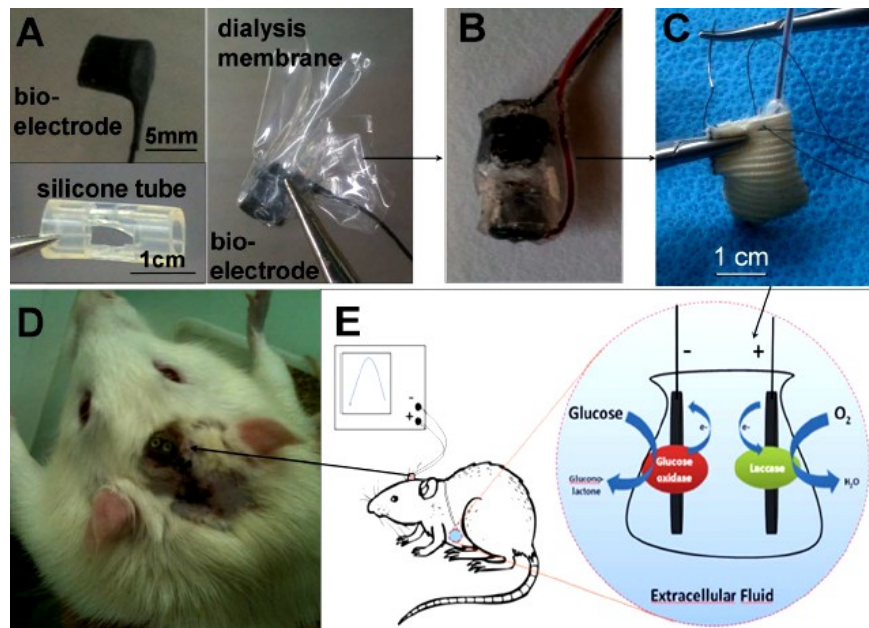 A
bio-
electrode
5mm
silicone tube
1cm
dialysis
membrane
bio-
electrode
B
C
1 cm
D
E
-
+
-
+
Glucose
Glucono-
lactone
e-
Glucose
oxidase
e-
Laccase
O2
H2O
Extracellular Fluid